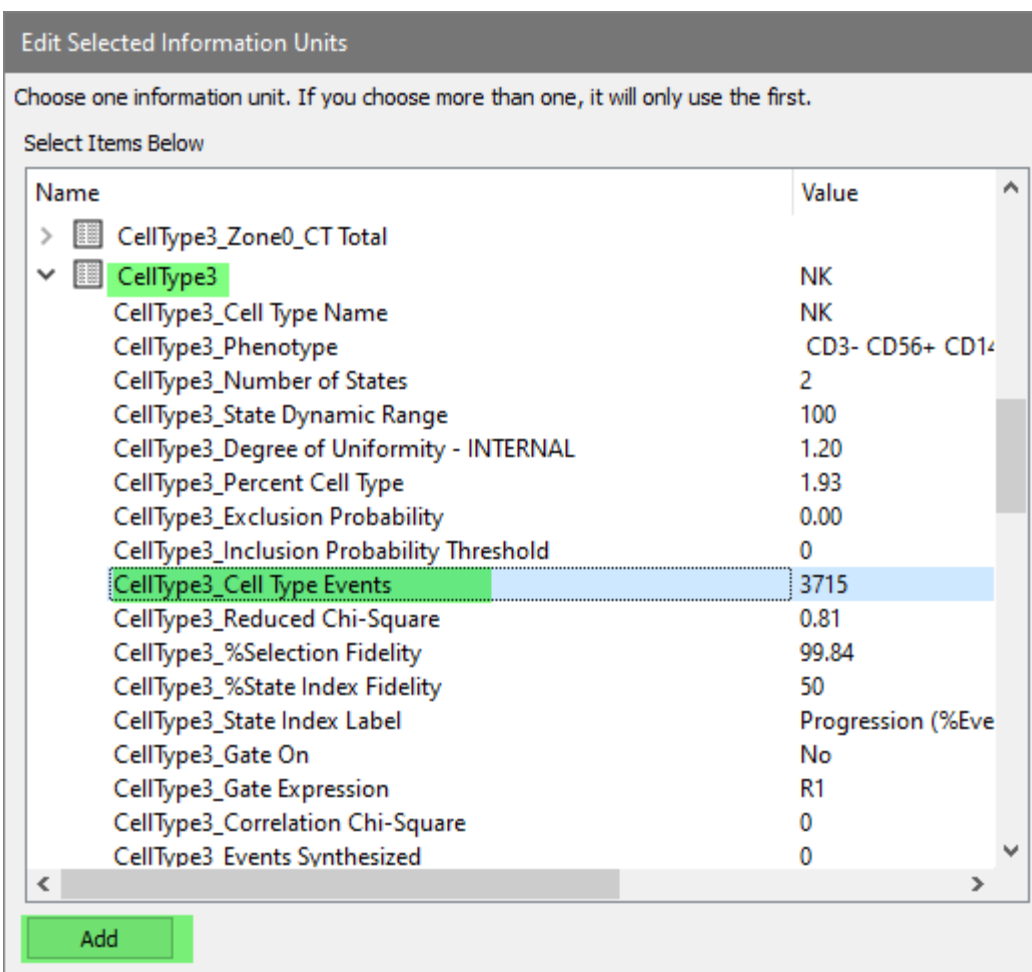 Edit Selected Information Units
Choose one information unit. If you choose more than one, it will only use the first.
Select Items Below
Name Value
CellType3_Zone0_CT Total
CellType3 NK
CellType3_Cell Type Name NK
CellType3_Phenotype CD3- CD56+ CD14
CellType3_Number of States 2
CellType3_State Dynamic Range 100
CellType3_Degree of Uniformity - INTERNAL 1.20
CellType3_Percent Cell Type 1.93
CellType3_Exclusion Probability 0.00
CellType3_Inclusion Probability Threshold 0
CellType3_Cell Type Events 3715
CellType3_Reduced Chi-Square 0.81
CellType3_%Selection Fidelity 99.84
CellType3_%State Index Fidelity 50
CellType3_State Index Label Progression (%Eve
CellType3_Gate On No
CellType3_Gate Expression R1
CellType3_Correlation Chi-Square 0
CellType3_Events Synthesized 0
Add